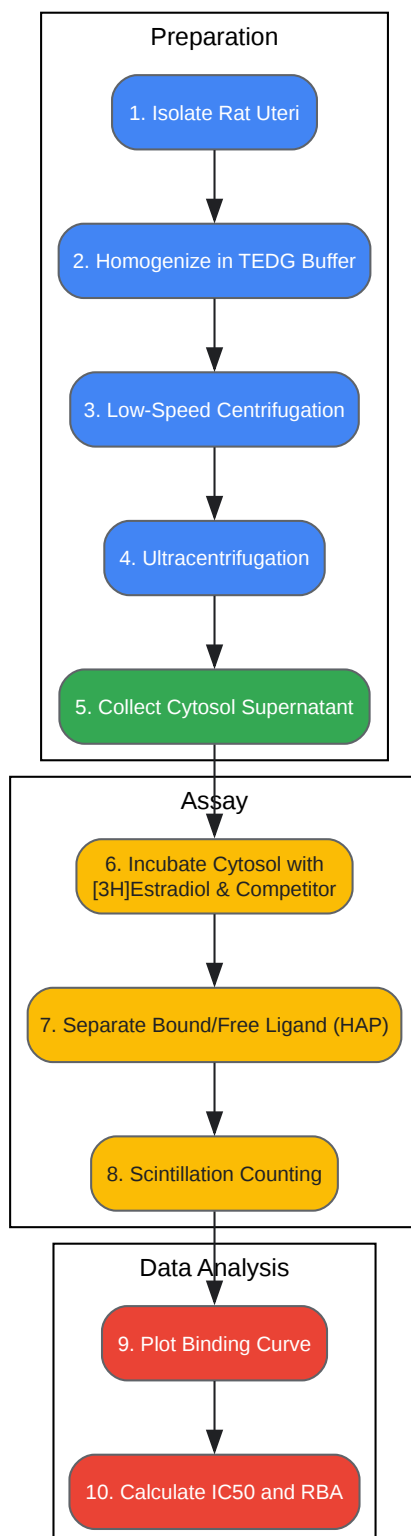 Preparation
1. Isolate Rat Uteri
2. Homogenize in TEDG Buffer
3. Low-Speed Centrifugation
4. Ultracentrifugation
5. Collect Cytosol Supernatant
Assay
6. Incubate Cytosol with
[3H]Estradiol & Competitor
7. Separate Bound/Free Ligand (HAP)
8. Scintillation Counting
Data Analysis
9. Plot Binding Curve
10. Calculate IC50 and RBA